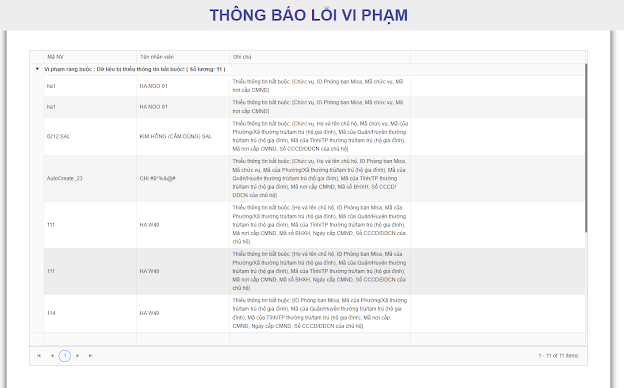 THÔNG BÁO LỖI VI PHẠM
Mã NV Tên nhân viên Ghi chú
Vi phạm ràng buộc : Dữ liệu bị thiếu thông tin bắt buộc! ( Số lượng: 11 )
ha1 HA NGO 01 Thiếu thông tin bắt buộc: [Chức vụ, ID Phòng ban Misa, Mã chức vụ, Mã
nơi cấp CMND]
ha1 HA NGO 01 Thiếu thông tin bắt buộc: [Chức vụ, ID Phòng ban Misa, Mã chức vụ, Mã
nơi cấp CMND]
0212 SAL KIM HỒNG (CẤM DÙNG) SAL Thiếu thông tin bắt buộc: [Chức vụ, Họ và tên chủ hộ, Mã chức vụ, Mã của
Phường/Xã thường trú/tạm trú (hộ gia đình), Mã của Quận/Huyện thường
trú/tạm trú (hộ gia đình), Mã của Tỉnh/TP thường trú/tạm trú (hộ gia đình),
Mã nơi cấp CMND, Số CCCD/ĐDCN của chủ hộ]
AutoCreate_23 CHI #$^%&@# Thiếu thông tin bắt buộc: [Chức vụ, Họ và tên chủ hộ, ID Phòng ban Misa,
Mã chức vụ, Mã của Phường/Xã thường trú/tạm trú (hộ gia đình), Mã của
Quận/Huyện thường trú/tạm trú (hộ gia đình), Mã của Tỉnh/TP thường
trú/tạm trú (hộ gia đình), Mã nơi cấp CMND, Mã số BHXH, Số CCCD/
ĐDCN của chủ hộ]
111 HA W40 Thiếu thông tin bắt buộc: [Họ và tên chủ hộ, ID Phòng ban Misa, Mã của
Phường/Xã thường trú/tạm trú (hộ gia đình), Mã của Quận/Huyện thường
trú/tạm trú (hộ gia đình), Mã của Tỉnh/TP thường trú/tạm trú (hộ gia đình),
Mã nơi cấp CMND, Mã số BHXH, Ngày cấp CMND, Số CCCD/ĐDCN của
chủ hộ]
111 HA W40 Thiếu thông tin bắt buộc: [Họ và tên chủ hộ, ID Phòng ban Misa, Mã của
Phường/Xã thường trú/tạm trú (hộ gia đình), Mã của Quận/Huyện thường
trú/tạm trú (hộ gia đình), Mã của Tỉnh/TP thường trú/tạm trú (hộ gia đình),
Mã nơi cấp CMND, Mã số BHXH, Ngày cấp CMND, Số CCCD/ĐDCN của
chủ hộ]
114 HA W40 Thiếu thông tin bắt buộc: [ID Phòng ban Misa, Mã của Phường/Xã thường
trú/tạm trú (hộ gia đình), Mã của Quận/Huyện thường trú/tạm trú (hộ gia
đình), Mã của Tỉnh/TP thường trú/tạm trú (hộ gia đình), Mã nơi cấp
CMND, Ngày cấp CMND, Số CCCD/ĐDCN của chủ hộ]
1 1 - 11 of 11 items